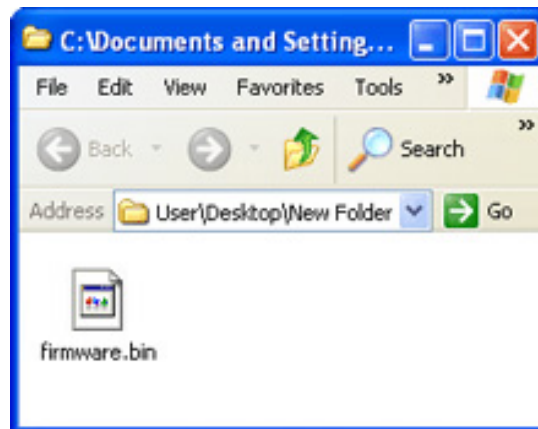 C:\Documents and Setting...
File Edit View Favorites Tools »
Back Search »
Address User\Desktop\New Folder Go
firmware.bin